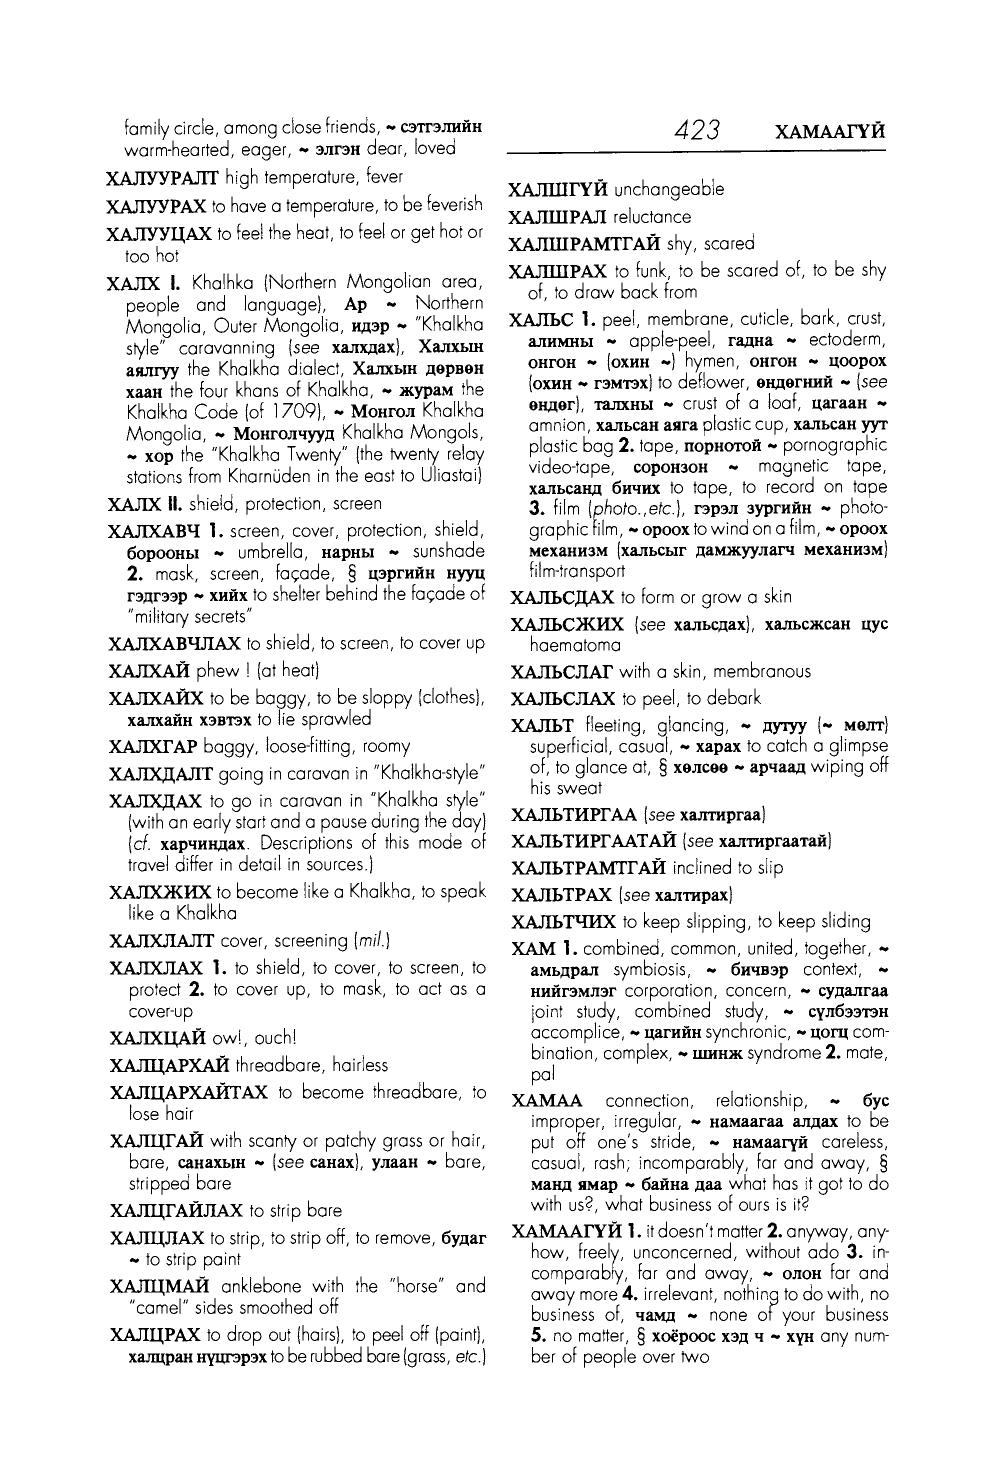 family circle, among close friends, ~ сэтгэлийн
warm-hearted, eager, ~ элгэн dear, loved
ХАЛУУРАЛТ high temperature, fever
ХАЛУУРАХ to have a temperature, to be feverish
ХАЛУУЦАХ to feel the heat, to feel or get hot or
too hot
ХАЛХ I. Khalhka (Northern Mongolian area,
people and language), Ар ~ Northern
Mongolia, Outer Mongolia, идэр ~ "Khalkha
style" caravanning (see халхдах), Халхын
аялгуу the Khalkha dialect, Халхын дөрвөн
хаан the four khans of Khalkha, ~ журам the
Khalkha Code (of 1709), ~ Монгол Khalkha
Mongolia, ~ Монголчууд Khalkha Mongols,
~ хор the "Khalkha Twenty" (the twenty relay
stations from Kharnüden in the east to Uliastai)
ХАЛХ II. shield, protection, screen
ХАЛХАВЧ 1. screen, cover, protection, shield,
борооны ~ umbrella, нарны ~ sunshade
2. mask, screen, façade, § цэргийн нууц
гэдгээр ~ хийх to shelter behind the façade of
"military secrets"
ХАЛХАВЧЛАХ to shield, to screen, to cover up
ХАЛХАЙ phew ! (at heat)
ХАЛХАЙХ to be baggy, to be sloppy (clothes),
халхайн хэвтэх to lie sprawled
ХАЛХГАР baggy, loose-fitting, roomy
ХАЛХДАЛТ going in caravan in "Khalkha-style"
ХАЛХДАХ to go in caravan in "Khalkha style"
(with an early start and a pause during the day)
(cf. харчиндах. Descriptions of this mode of
travel differ in detail in sources.)
ХАЛХЖИХ to become like a Khalkha, to speak
like a Khalkha
ХАЛХЛАЛТ cover, screening (mil.)
ХАЛХЛАХ 1. to shield, to cover, to screen, to
protect 2. to cover up, to mask, to act as a
cover-up
ХАЛХЦАЙ ow!, ouch!
ХАЛЦАРХАЙ threadbare, hairless
ХАЛЦАРХАЙТАХ to become threadbare, to
lose hair
ХАЛЦГАЙ with scanty or patchy grass or hair,
bare, санахын ~ (see санах), улаан ~ bare,
stripped bare
ХАЛЦГАЙЛАХ to strip bare
ХАЛЦЛАХ to strip, to strip off, to remove, будаг
~ to strip paint
ХАЛЦМАЙ anklebone with the "horse" and
"camel" sides smoothed off
ХАЛЦРАХ to drop out (hairs), to peel off (paint),
халцран нүцгэрэх to be rubbed bare (grass, etc.)
423 ХАМААГҮЙ
ХАЛШГҮЙ unchangeable
ХАЛШРАЛ reluctance
ХАЛШРАМТГАЙ shy, scared
ХАЛШРАХ to funk, to be scared of, to be shy
of, to draw back from
ХАЛЬС 1. peel, membrane, cuticle, bark, crust,
алимны ~ apple-peel, гадна ~ ectoderm,
онгон ~ (охин ~) hymen, онгон ~ цоорох
(охин ~ гэмтэх) to deflower, өндөгний ~ (see
өндөг), талхны ~ crust of a loaf, цагаан ~
amnion, хальсан аяга plastic cup, хальсан уут
plastic bag 2. tape, порнотой ~ pornographic
video-tape, соронзон ~ magnetic tape,
хальсанд бичих to tape, to record on tape
3. film (photo.,etc.), гэрэл зургийн ~ photo-
graphic film, ~ ороох to wind on a film, ~ ороох
механизм (хальсыг дамжуулагч механизм)
film-transport
ХАЛЬСДАХ to form or grow a skin
ХАЛЬСЖИХ (see хальсдах), хальсжсан цус
haematoma
ХАЛЬСЛАГ with a skin, membranous
ХАЛЬСЛАХ to peel, to debark
ХАЛЬТ fleeting, glancing, ~ дутуу (~ мөлт)
superficial, casual, ~ харах to catch a glimpse
of, to glance at, § хөлсөө ~ арчаад wiping off
his sweat
ХАЛЬТИРГАА (see халтиргаа)
ХАЛЬТИРГААТАЙ (see халтиргаатай)
ХАЛЬТРАМТГАЙ inclined to slip
ХАЛЬТРАХ (see халтирах)
ХАЛЬТЧИХ to keep slipping, to keep sliding
ХАМ 1. combined, common, united, together, ~
амьдрал symbiosis, ~ бичвэр context, ~
нийгэмлэг corporation, concern, ~ судалгаа
joint study, combined study, ~ сүлбээтэн
accomplice, ~ цагийн synchronic, ~ цогц com-
bination, complex, ~ шинж syndrome 2. mate,
pal
ХАМАА connection, relationship, ~ бус
improper, irregular, ~ намаагаа алдах to be
put off one's stride, ~ намаагүй careless,
casual, rash; incomparably, far and away, §
манд ямар ~ байна даа what has it got to do
with us?, what business of ours is it?
ХАМААГҮЙ 1. it doesn't matter 2. anyway, any-
how, freely, unconcerned, without ado 3. in-
comparably, far and away, ~ олон far and
away more 4. irrelevant, nothing to do with, no
business of, чамд ~ none of your business
5. no matter, § хоёроос хэд ч ~ хүн any num-
ber of people over two